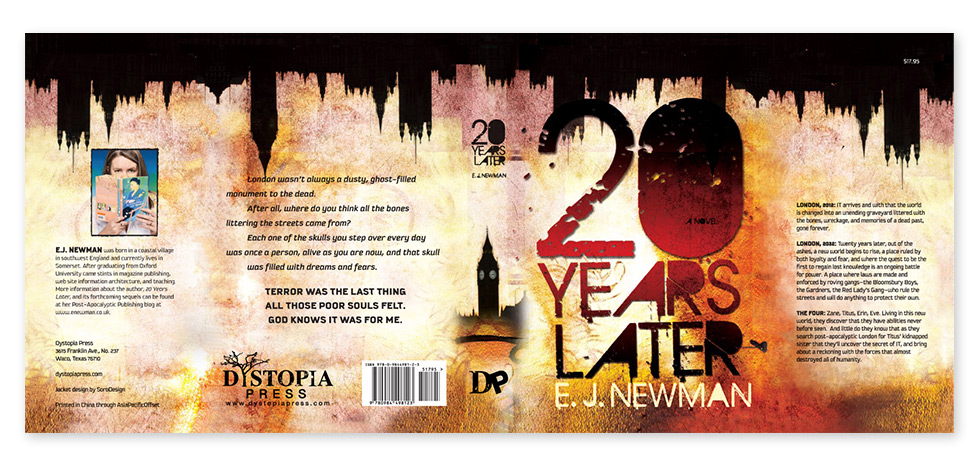 E.J. NEWMAN was born in a coastal village
in southwest England and currently lives in
Somerset. After graduating from Oxford
University came stints in magazine publishing,
web site information architecture, and teaching.
More information about the author, 20 Years
Later, and its forthcoming sequels can be found
at her Post-Apocalyptic Publishing blog at
www.enewman.co.uk.
Dystopia Press
3615 Franklin Ave., No. 237
Waco, Texas 76710
dystopiapress.com
Jacket design by SoroDesign
Printed in China through AsiaPacificOffset
London wasn't always a dusty, ghost-filled
monument to the dead.
After all, where do you think all the bones
littering the streets came from?
Each one of the skulls you step over every day
was once a person, alive as you are now, and that skull
was filled with dreams and fears.
TERROR WAS THE LAST THING
ALL THOSE POOR SOULS FELT.
GOD KNOWS IT WAS FOR ME.
DYSTOPIA
PRESS
www.dystopiapress.com
51795 >
20
YEARS
LATER
E. J. NEWMAN
DP
20
A NOVEL
YEARS
LATER
E. J. NEWMAN
$17.95
LONDON, 2012: IT arrives and with that the world
is changed into an unending graveyard littered with
the bones, wreckage, and memories of a dead past,
gone forever.
LONDON, 2032: Twenty years later, out of the
ashes, a new world begins to rise, a place ruled by
both loyalty and fear, and where the quest to be the
first to regain lost knowledge is an ongoing battle
for power. A place where laws are made and
enforced by roving gangs—the Bloomsbury Boys,
the Gardners, the Red Lady's Gang—who rule the
streets and will do anything to protect their own.
THE FOUR: Zane, Titus, Erin, Eve. Living in this new
world, they discover that they have abilities never
before seen. And little do they know that as they
search post-apocalyptic London for Titus' kidnapped
sister that they'll uncover the secret of IT, and bring
about a reckoning with the forces that almost
destroyed all of humanity.